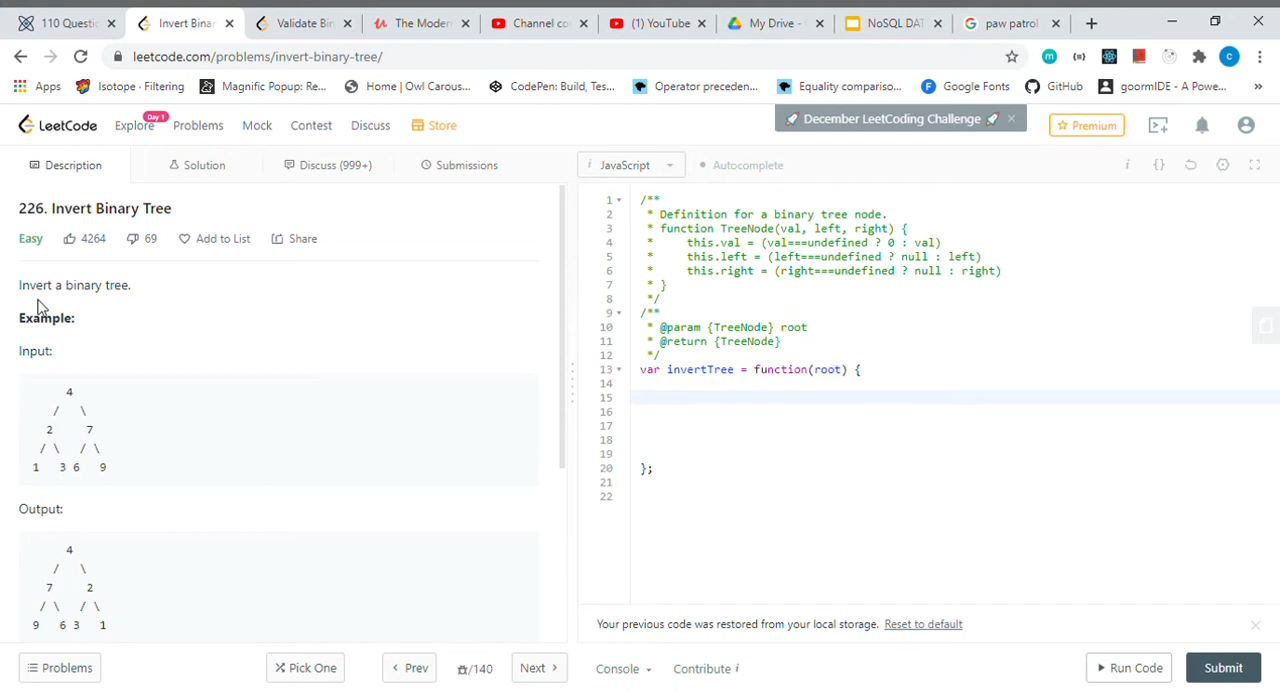 110 Questi
Invert Binar
Validate Bin
The Modern
Channel co
(1) YouTube
My Drive -
NoSQL DAT
paw patrol
leetcode.com/problems/invert-binary-tree/
Apps
Isotope · Filtering
Magnific Popup: Re...
Home | Owl Carous...
CodePen: Build, Tes...
Operator preceden...
Equality compariso...
Google Fonts
GitHub
goormIDE - A Powe...
LeetCode
Explore
Day 1
Problems
Mock
Contest
Discuss
Store
December LeetCoding Challenge
Premium
Description
Solution
Discuss (999+)
Submissions
i JavaScript
Autocomplete
226. Invert Binary Tree
Easy
4264
69
Add to List
Share
Invert a binary tree.
Example:
Input:
4
/ \
2 7
/ \ / \
1 3 6 9
Output:
4
/ \
7 2
/ \ / \
9 6 3 1
1 /**
2 * Definition for a binary tree node.
3 * function TreeNode(val, left, right) {
4 * this.val = (val===undefined ? 0 : val)
5 * this.left = (left===undefined ? null : left)
6 * this.right = (right===undefined ? null : right)
7 * }
8 */
9 /**
10 * @param {TreeNode} root
11 * @return {TreeNode}
12 */
13 var invertTree = function(root) {
14
15
16
17
18
19
20 };
21
22
Your previous code was restored from your local storage. Reset to default
Problems
Pick One
Prev
/140
Next
Console
Contribute i
Run Code
Submit